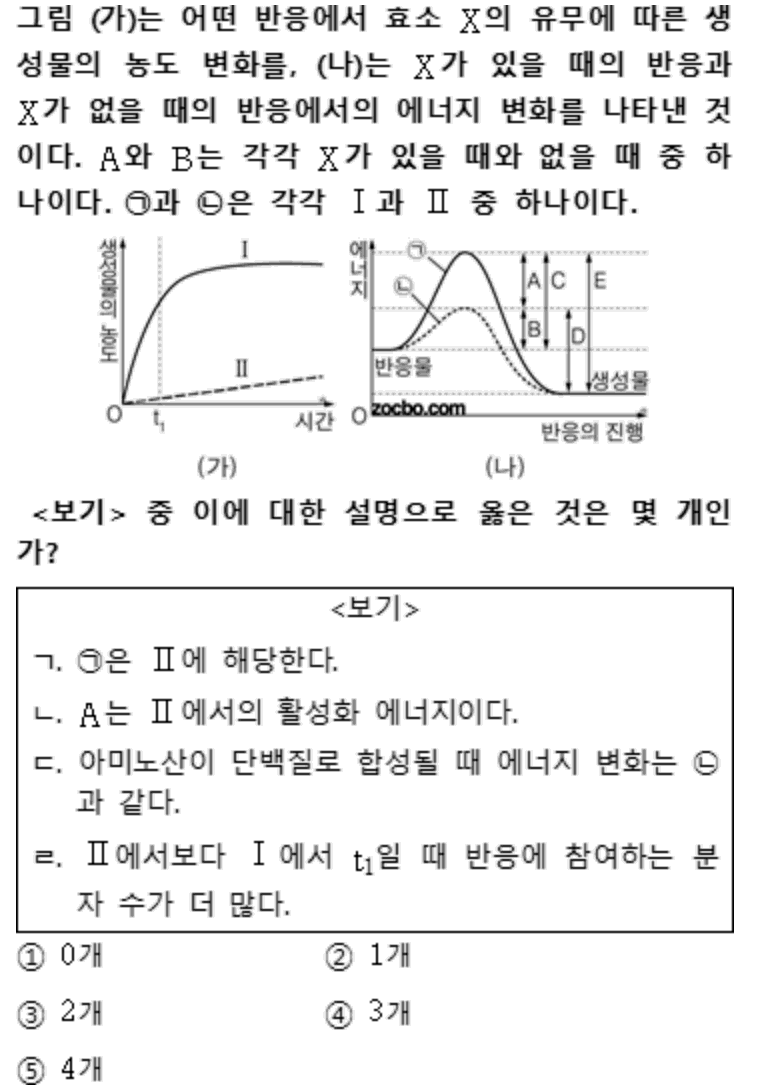 그림 (가)는 어떤 반응에서 효소 X의 유무에 따른 생
성물의 농도 변화를, (나)는 X가 있을 때의 반응과
X가 없을 때의 반응에서의 에너지 변화를 나타낸 것
이다. A와 B는 각각 X가 있을 때와 없을 때 중 하
나이다. ㉠과 ㉡은 각각 Ⅰ과 Ⅱ 중 하나이다.
생성물의 농도
Ⅰ
Ⅱ
O
t₁
시간
(가)
에너지
㉠
㉡
A
C
E
B
D
반응물
생성물
O
zocbo.com
반응의 진행
(나)
<보기> 중 이에 대한 설명으로 옳은 것은 몇 개인
가?
<보기>
ㄱ. ㉠은 Ⅱ에 해당한다.
ㄴ. A는 Ⅱ에서의 활성화 에너지이다.
ㄷ. 아미노산이 단백질로 합성될 때 에너지 변화는 ㉡
과 같다.
ㄹ. Ⅱ에서보다 Ⅰ에서 t₁일 때 반응에 참여하는 분
자 수가 더 많다.
① 0개 ② 1개
③ 2개 ④ 3개
⑤ 4개